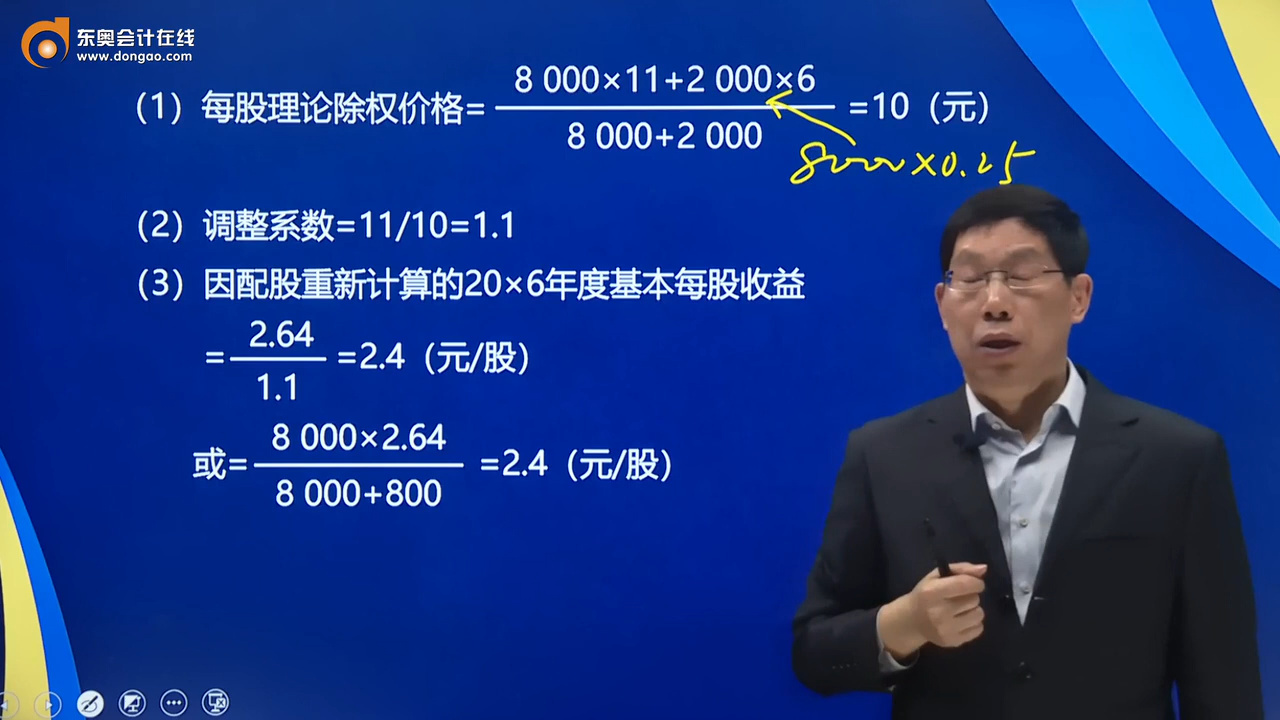 东奥会计在线
www.dongao.com
(1) 每股理论除权价格=
8 000×11+2 000×6
8 000+2 000
=10 (元)
8000×0.25
(2) 调整系数=11/10=1.1
(3) 因配股重新计算的20×6年度基本每股收益
=
2.64
1.1
=2.4 (元/股)
或=
8 000×2.64
8 000+800
=2.4 (元/股)